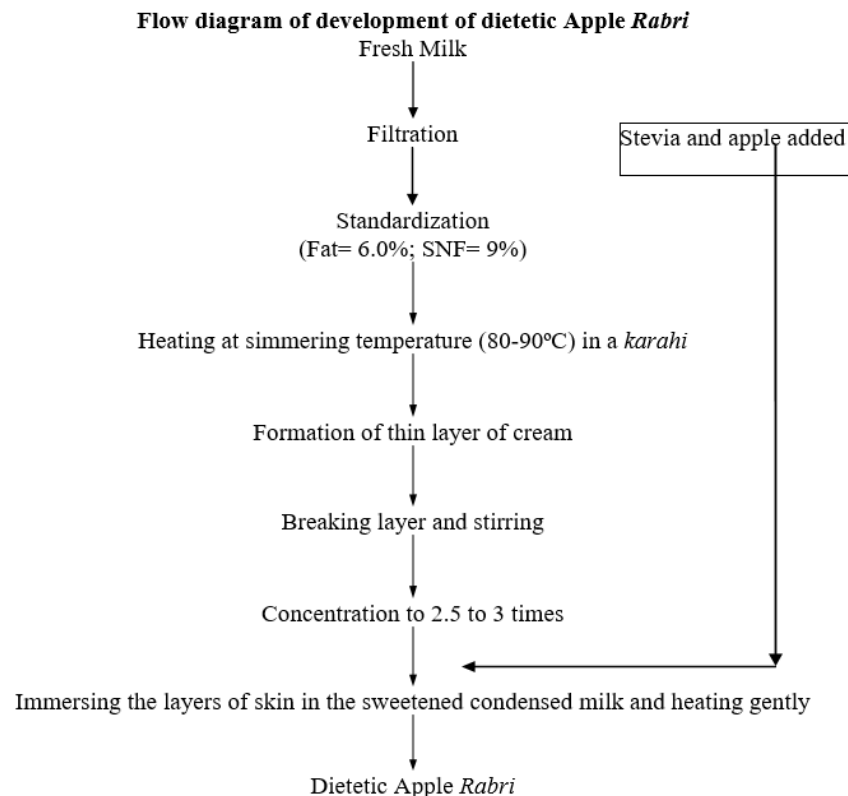 Flow diagram of development of dietetic Apple Rabri
Fresh Milk
Filtration
Stevia and apple added
Standardization
(Fat= 6.0%; SNF= 9%)
Heating at simmering temperature (80-90ºC) in a karahi
Formation of thin layer of cream
Breaking layer and stirring
Concentration to 2.5 to 3 times
Immersing the layers of skin in the sweetened condensed milk and heating gently
Dietetic Apple Rabri